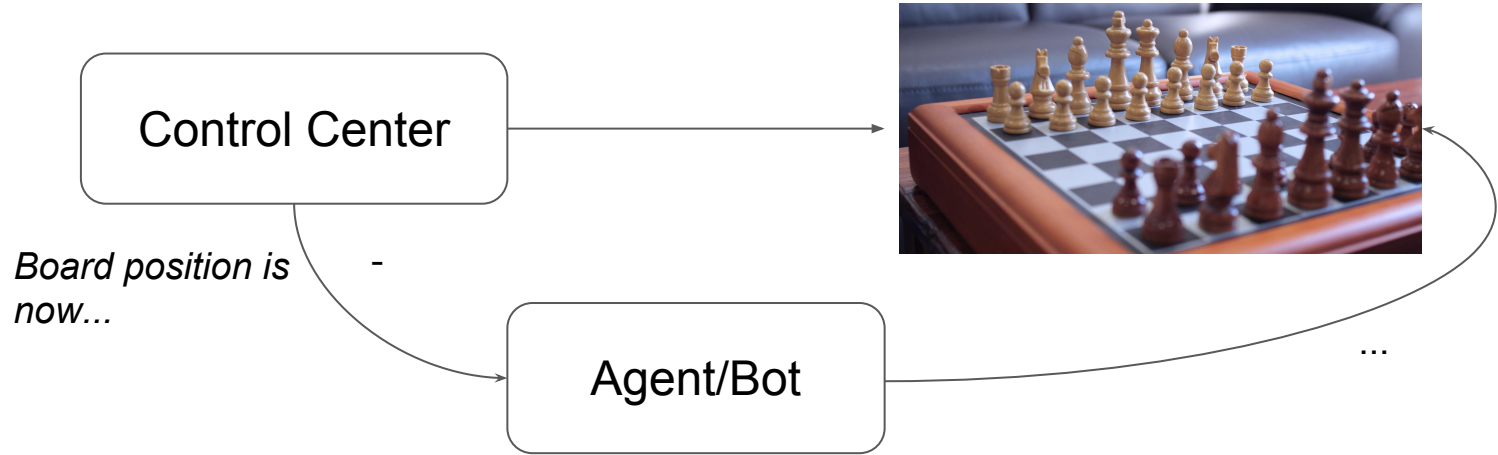 Control Center
Board position is
now...
-
Agent/Bot
...